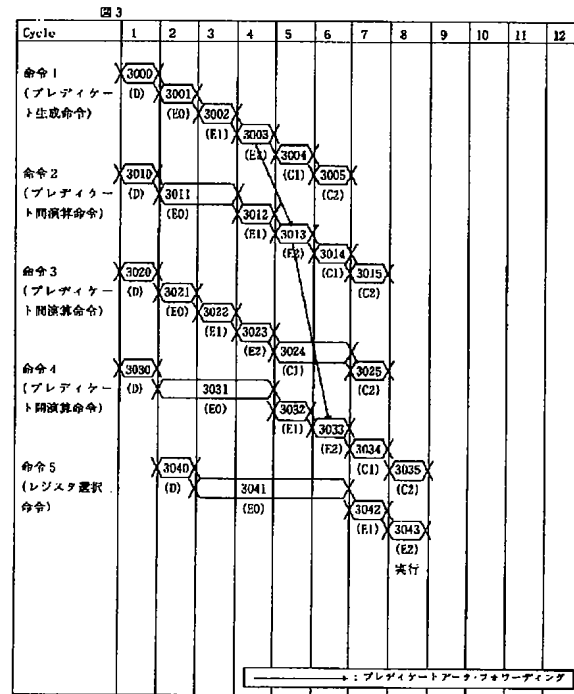 図3
Cycle 1 2 3 4 5 6 7 8 9 10 11 12
命令1
(プレディケー
ト生成命令)
3000
(D)
3001
(E0)
3002
(E1)
3003
(E2)
3004
(C1)
3005
(C2)
命令2
(プレディケー
ト間演算命令)
3010
(D)
3011
(E0)
3012
(E1)
3013
(E2)
3014
(C1)
3015
(C2)
命令3
(プレディケー
ト間演算命令)
3020
(D)
3021
(E0)
3022
(E1)
3023
(E2)
3024
(C1)
3025
(C2)
命令4
(プレディケー
ト間演算命令)
3030
(D)
3031
(E0)
3032
(E1)
3033
(E2)
3034
(C1)
3035
(C2)
命令5
(レジスタ選択
命令)
3040
(D)
3041
(E0)
3042
(E1)
3043
(E2)
実行
: プレディケートデータ・フォワーディング